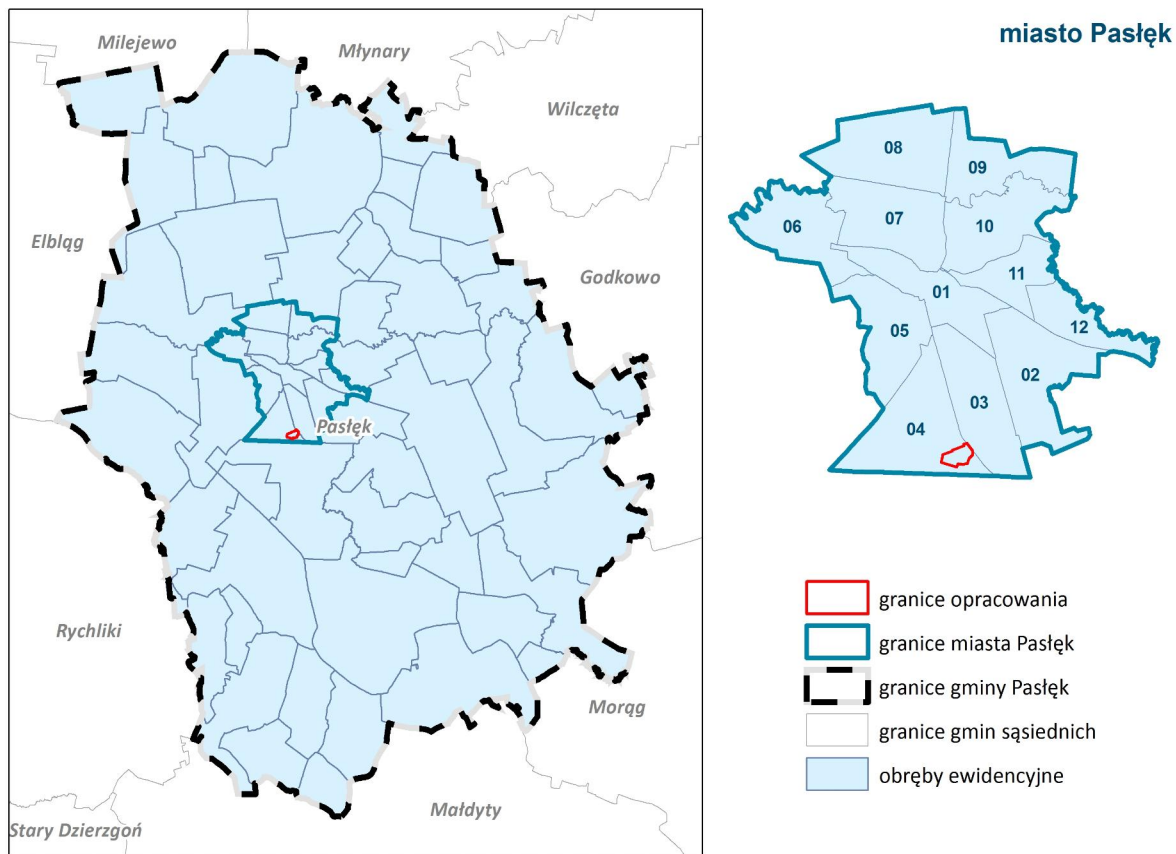 Milejewo
Młynary
Wilczęta
Elbląg
Godkowo
Pasłęk
Rychliki
Morąg
Małdyty
Stary Dzierzgoń
miasto Pasłęk
08
09
06
07
10
11
01
05
12
02
03
04
granice opracowania
granice miasta Pasłęk
granice gminy Pasłęk
granice gmin sąsiednich
obręby ewidencyjne